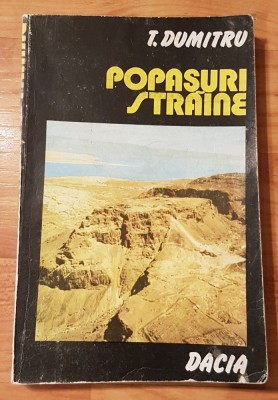 T. DUMITRU
POPASURI
STRĂINE
DACIA